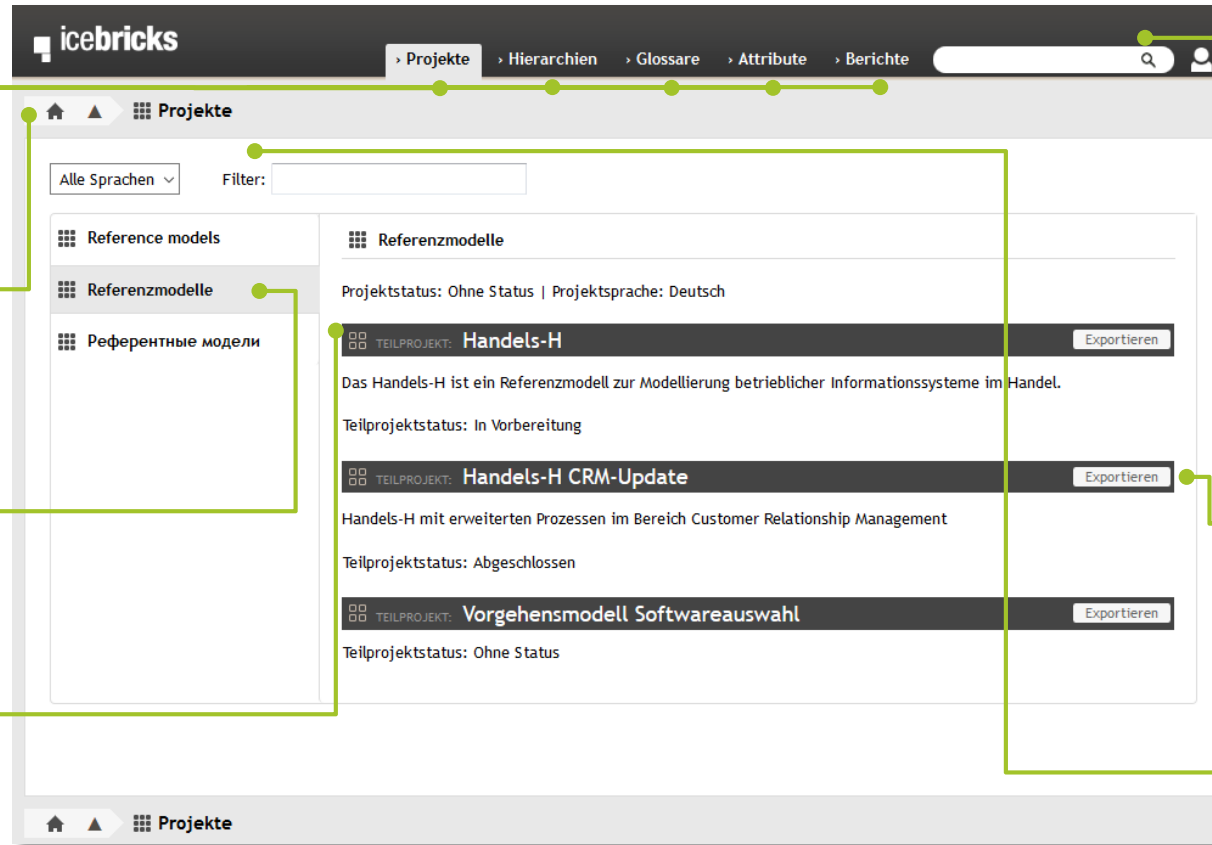 icebricks
› Projekte › Hierarchien › Glossare › Attribute › Berichte
Projekte
Alle Sprachen Filter:
Reference models
Referenzmodelle
Референтные модели
Referenzmodelle
Projektstatus: Ohne Status | Projektsprache: Deutsch
TEILPROJEKT: Handels-H Exportieren
Das Handels-H ist ein Referenzmodell zur Modellierung betrieblicher Informationssysteme im Handel.
Teilprojektstatus: In Vorbereitung
TEILPROJEKT: Handels-H CRM-Update Exportieren
Handels-H mit erweiterten Prozessen im Bereich Customer Relationship Management
Teilprojektstatus: Abgeschlossen
TEILPROJEKT: Vorgehensmodell Softwareauswahl Exportieren
Teilprojektstatus: Ohne Status
Projekte